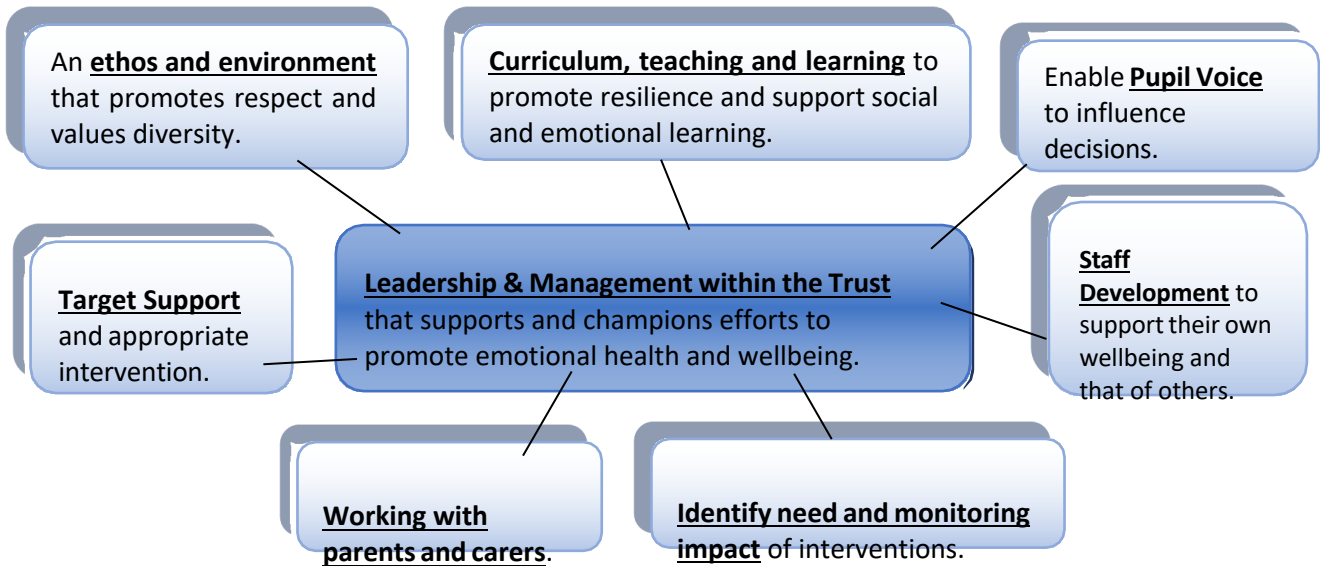 An ethos and environment
that promotes respect and
values diversity.
Curriculum, teaching and learning to
promote resilience and support social
and emotional learning.
Enable Pupil Voice
to influence
decisions.
Target Support
and appropriate
intervention.
Leadership & Management within the Trust
that supports and champions efforts to
promote emotional health and wellbeing.
Staff
Development to
support their own
wellbeing and
that of others.
Working with
parents and carers.
Identify need and monitoring
impact of interventions.